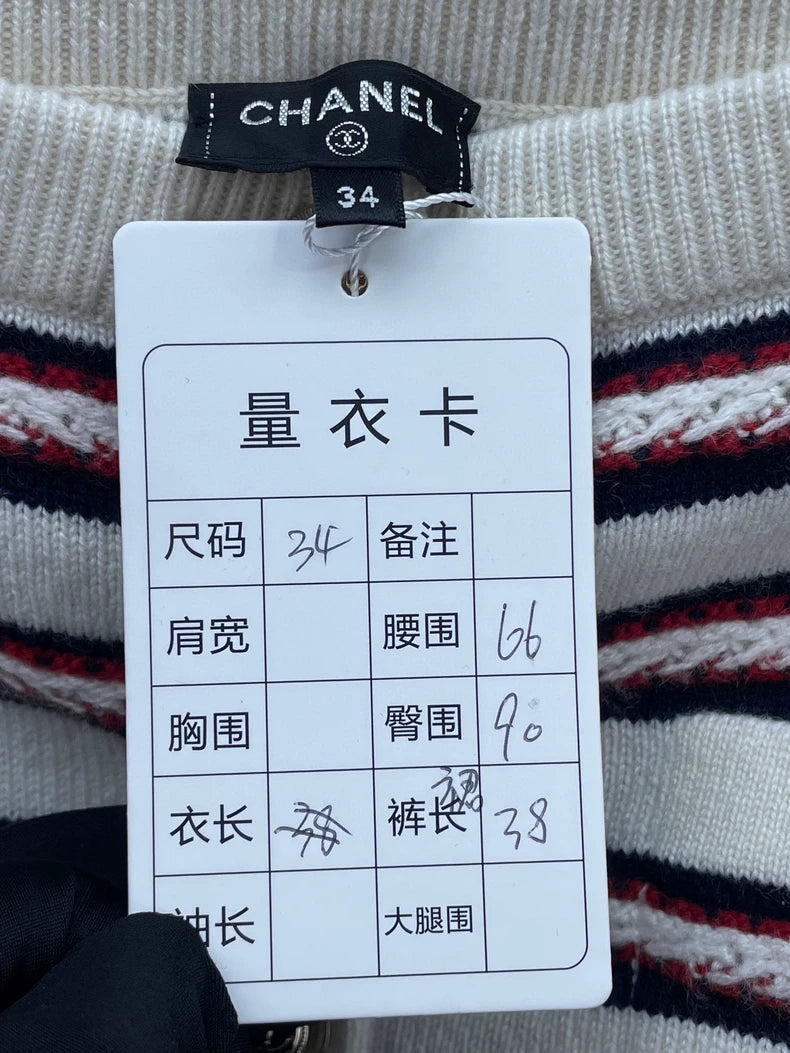 CHANEL
34
量衣卡
尺码 34 备注
肩宽 腰围 66
胸围 臀围 90
衣长 裤长 裙 38
袖长 大腿围